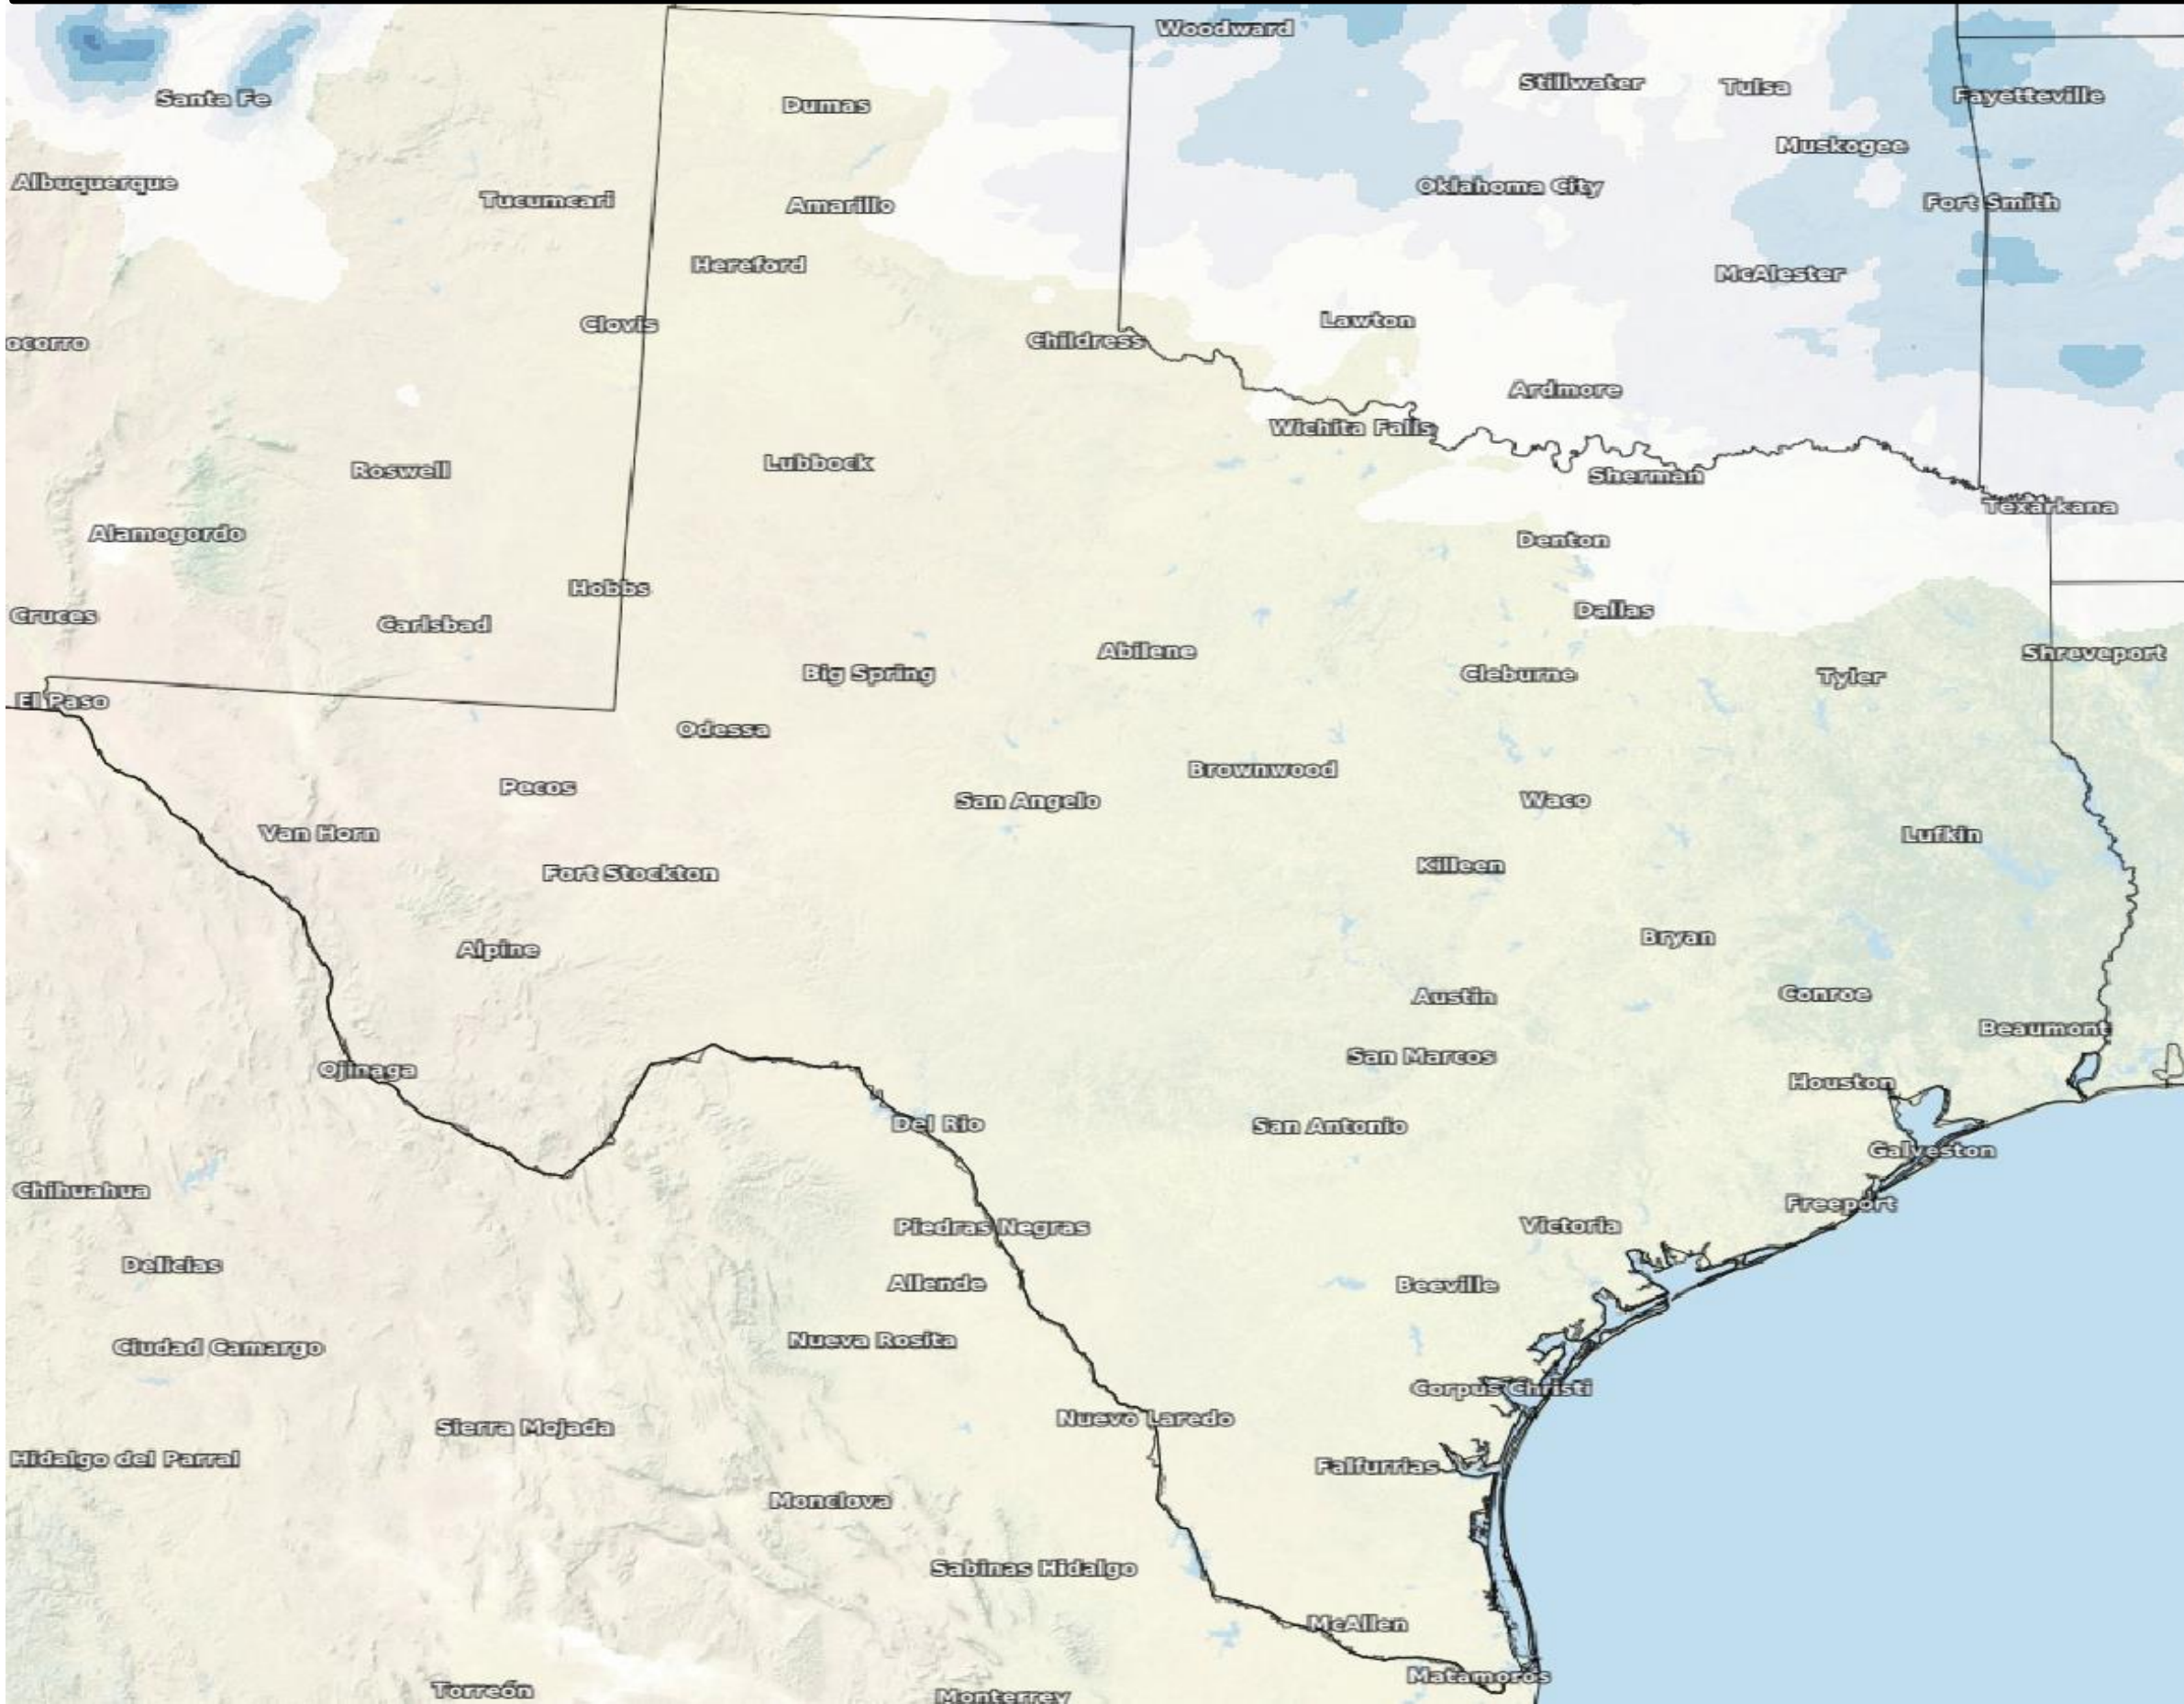 Woodward
Stillwater
Tulsa
Santa Fe
Dumas
Fayetteville
Muskogee
Albuquerque
Oklahoma City
Tucumcari
Amarillo
Fort Smith
Hereford
McAlester
Clovis
Lawton
ocorro
Childress
Ardmore
Wichita Falls
Roswell
Lubbock
Sherman
Texarkana
Alamogordo
Denton
Hobbs
Cruces
Carlsbad
Dallas
Abilene
Shreveport
Big Spring
Cleburne
Tyler
El Paso
Odessa
Brownwood
Pecos
San Angelo
Waco
Van Horn
Lufkin
Fort Stockton
Killeen
Alpine
Bryan
Austin
Conroe
Beaumont
San Marcos
Ojinaga
Houston
Del Rio
San Antonio
Galveston
Chihuahua
Freeport
Piedras Negras
Victoria
Delicias
Allende
Beeville
Nueva Rosita
Ciudad Camargo
Corpus Christi
Nuevo Laredo
Sierra Mojada
Hidalgo del Parral
Falfurrias
Monclova
Sabinas Hidalgo
McAllen
Matamoros
Torreón
Monterrey